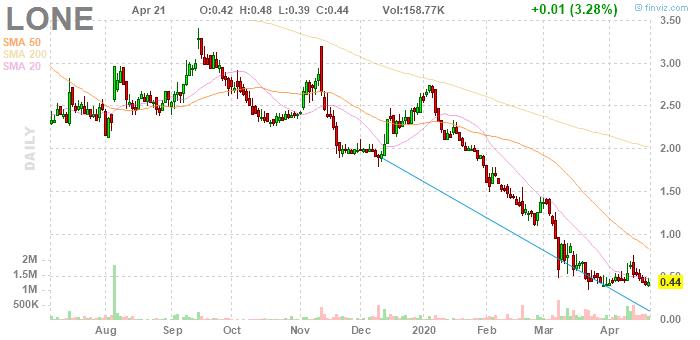 LONE Apr 21 O:0.42 H:0.48 L:0.39 C:0.44 Vol:158.77K +0.01 (3.28%) © finviz.com
SMA 50
SMA 200
SMA 20
DAILY
3.50
3.00
2.50
2.00
1.50
1.00
0.50
0.44
0.00
2M
1.5M
1M
500K
Aug Sep Oct Nov Dec 2020 Feb Mar Apr